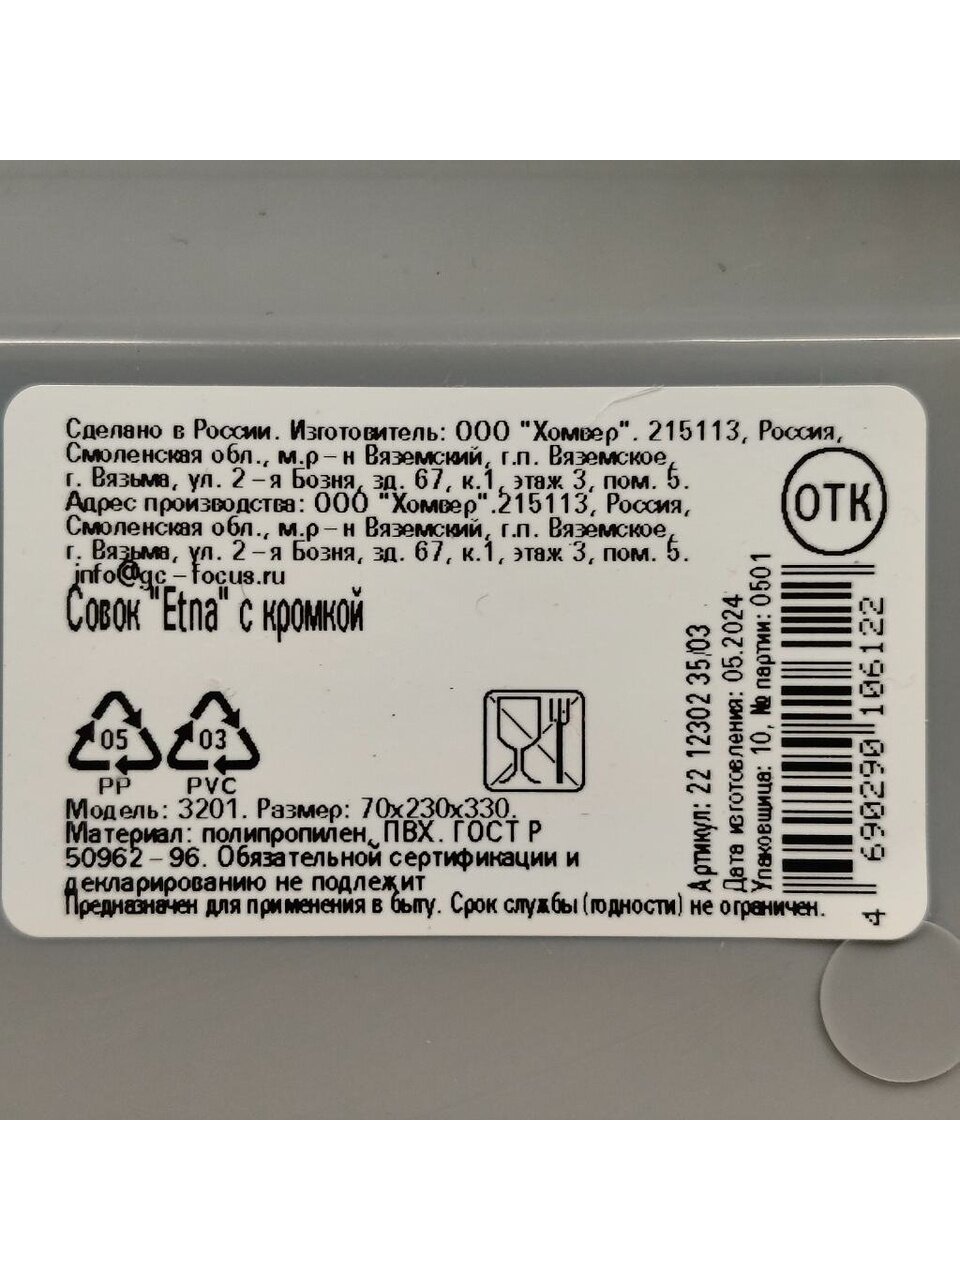 Сделано в России. Изготовитель: ООО "Хомвер". 215113, Россия,
Смоленская обл., м.р-н Вяземский, г.п. Вяземское,
г. Вязьма, ул. 2-я Бозня, зд. 67, к.1, этаж 3, пом. 5.
Адрес производства: ООО "Хомвер".215113, Россия,
Смоленская обл., м.р-н Вяземский, г.п. Вяземское,
г. Вязьма, ул. 2-я Бозня, зд. 67, к.1, этаж 3, пом. 5.
info@gc-focus.ru
Совок "Etna" с кромкой
05 03
PP PVC
Модель: 3201. Размер: 70x230x330.
Материал: полипропилен, ПВХ. ГОСТ Р
50962-96. Обязательной сертификации и
декларированию не подлежит
Предназначен для применения в быту. Срок службы (годности) не ограничен.
ОТК
Артикул: 22 12302 35/03
Дата изготовления: 05.2024
Упаковщица: 10, № партии: 0501
4 690290 106122